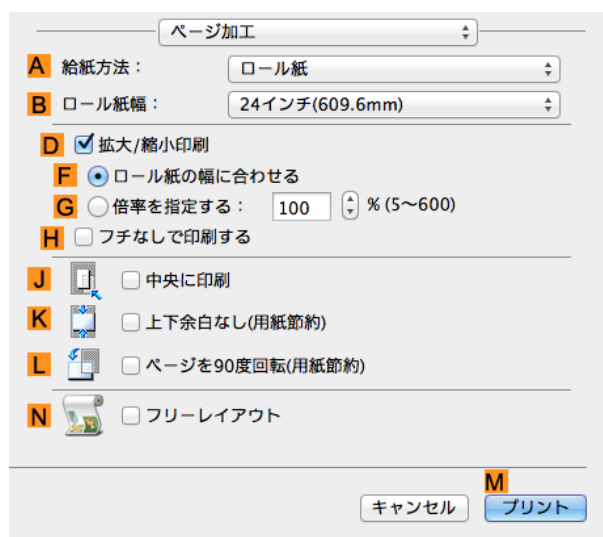 ページ加工
A 給紙方法： ロール紙
B ロール紙幅： 24インチ(609.6mm)
D 拡大/縮小印刷
F ロール紙の幅に合わせる
G 倍率を指定する： 100 % (5〜600)
H フチなしで印刷する
J 中央に印刷
K 上下余白なし(用紙節約)
L ページを90度回転(用紙節約)
N フリーレイアウト
M
キャンセル プリント